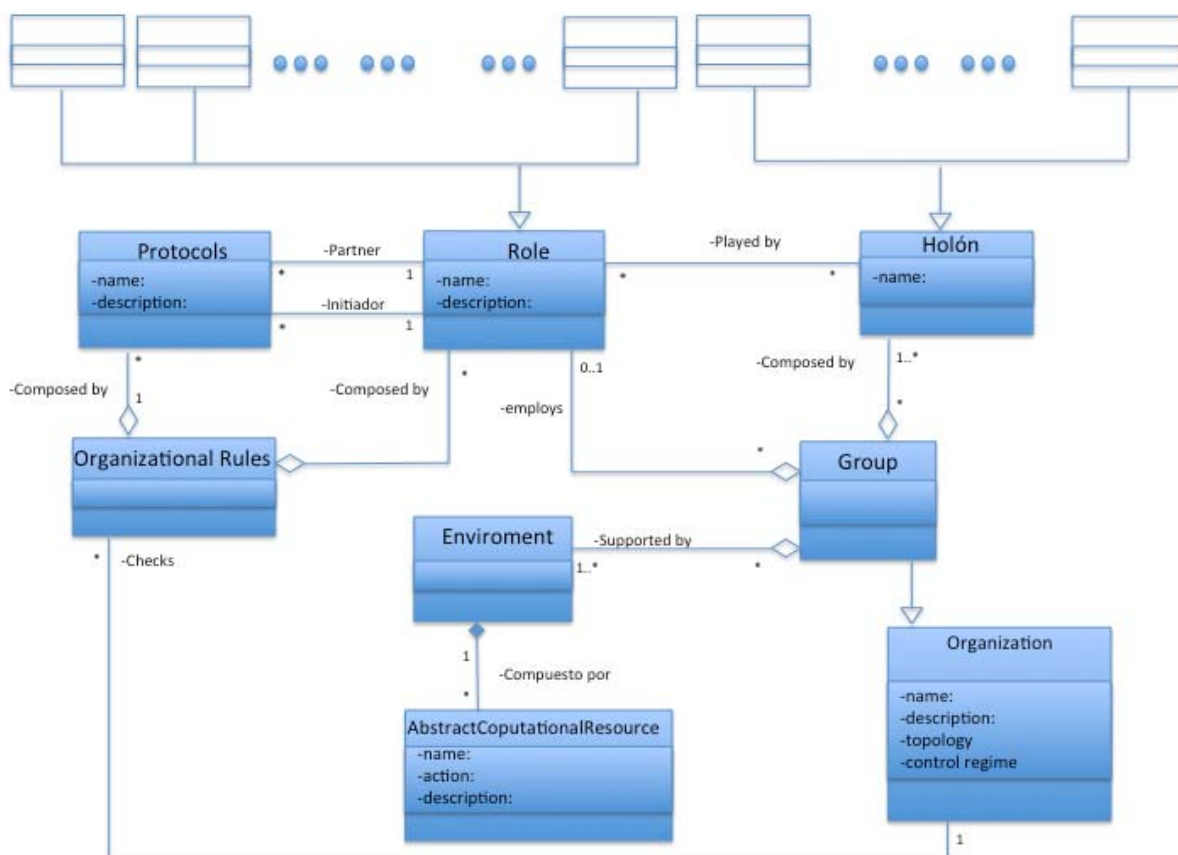 Protocols
-name:
-description:
-Partner
*
1
-Initiador
*
1
Role
-name:
-description:
-Played by
*
*
Holón
-name:
*
-Composed by
1
-Composed by
*
0..1
-employs
*
1..*
-Composed by
*
Organizational Rules
Group
Enviroment
-Supported by
1..*
*
*
-Checks
1
-Compuesto por
*
AbstractCoputationalResource
-name:
-action:
-description:
Organization
-name:
-description:
-topology
-control regime
1